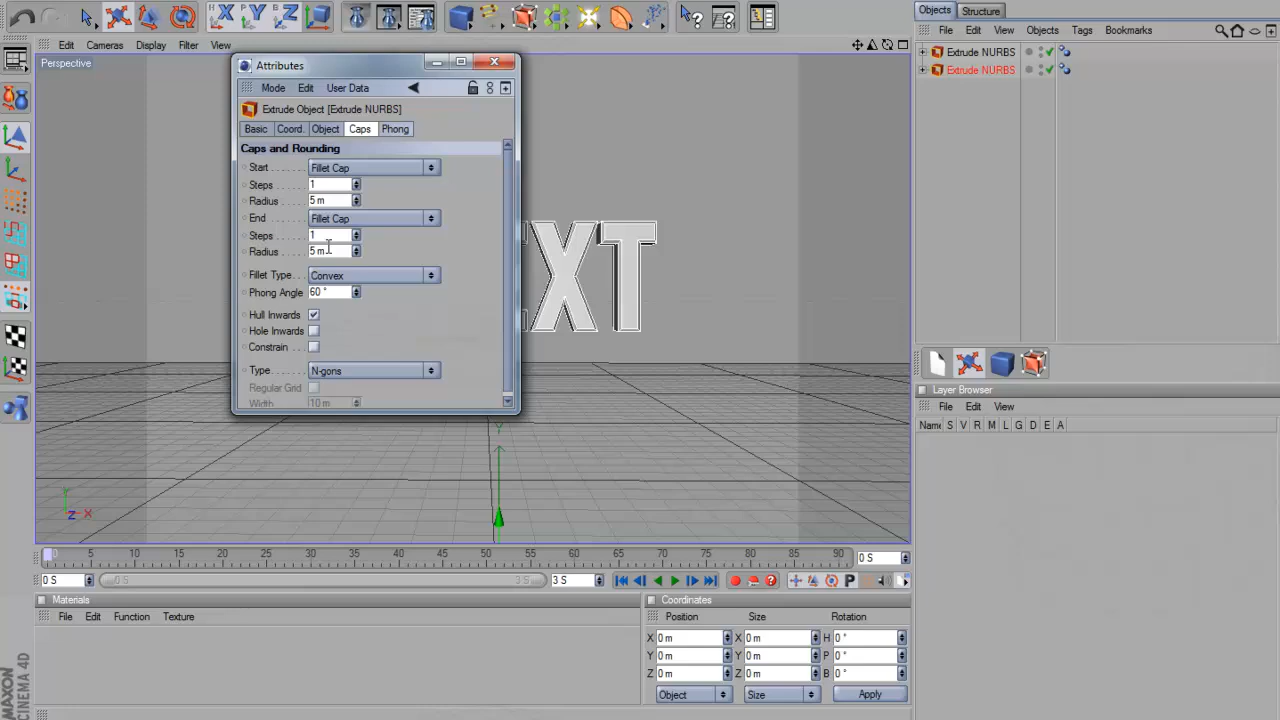 X Y Z
Objects Structure
Edit Cameras Display Filter View
File Edit View Objects Tags Bookmarks
Perspective
Attributes
Extrude NURBS
Extrude NURBS
Mode Edit User Data
Extrude Object [Extrude NURBS]
Basic Coord. Object Caps Phong
Caps and Rounding
Start Fillet Cap
Steps 1
Radius 5 m
End Fillet Cap
Steps 1
Radius 5 m
Fillet Type Convex
Phong Angle 60 °
Hull Inwards
Hole Inwards
Constrain
Type N-gons
Regular Grid
Width 10 m
XT
Layer Browser
File Edit View
Name S V R M L G D E A
Y
Y
Z X
0 5 10 15 20 25 30 35 40 45 50 55 60 65 70 75 80 85 90 0 S
0 S 0 S 3 S 3 S P
Materials
File Edit Function Texture
Coordinates
Position Size Rotation
X 0 m X 0 m H 0 °
Y 0 m Y 0 m P 0 °
Z 0 m Z 0 m B 0 °
Object Size Apply
MAXON
CINEMA 4D